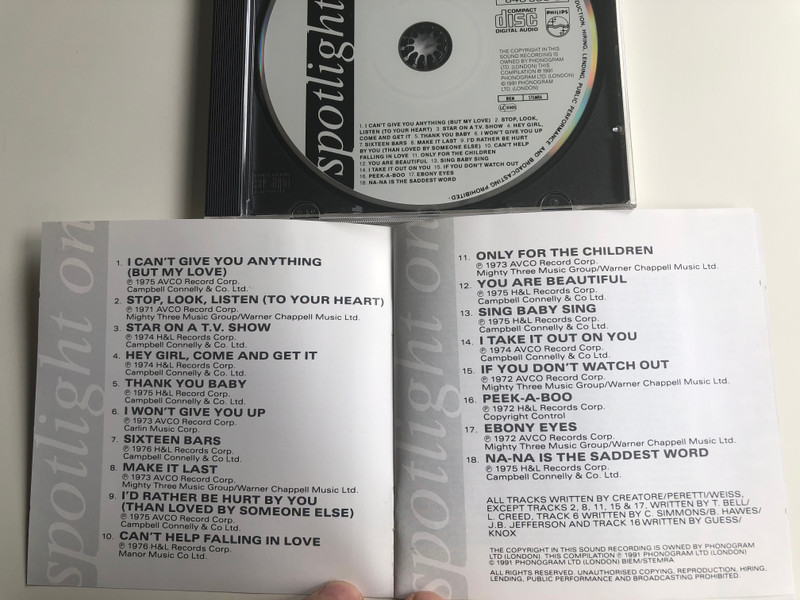 spotlight
COMPACT
disc
DIGITAL AUDIO
PHILIPS
THE COPYRIGHT IN THIS
SOUND RECORDING IS
OWNED BY PHONOGRAM
LTD. (LONDON) THIS
COMPILATION ℗ 1991
PHONOGRAM LTD. (LONDON)
© 1991 PHONOGRAM
LTD. (LONDON)
BIEM STEMRA
LC
HIRING, LENDING, PUBLIC PERFORMANCE AND BROADCASTING PROHIBITED.
1. I CAN'T GIVE YOU ANYTHING (BUT MY LOVE) 2. STOP, LOOK,
LISTEN (TO YOUR HEART) 3. STAR ON A T.V. SHOW 4. HEY GIRL,
COME AND GET IT 5. THANK YOU BABY 6. I WON'T GIVE YOU UP
7. SIXTEEN BARS 8. MAKE IT LAST 9. I'D RATHER BE HURT
BY YOU (THAN LOVED BY SOMEONE ELSE) 10. CAN'T HELP
FALLING IN LOVE 11. ONLY FOR THE CHILDREN
12. YOU ARE BEAUTIFUL 13. SING BABY SING
14. I TAKE IT OUT ON YOU 15. IF YOU DON'T WATCH OUT
16. PEEK-A-BOO 17. EBONY EYES
18. NA-NA IS THE SADDEST WORD
spotlight on
1. I CAN'T GIVE YOU ANYTHING
(BUT MY LOVE)
℗ 1975 AVCO Record Corp.
Campbell Connelly & Co. Ltd.
2. STOP, LOOK, LISTEN (TO YOUR HEART)
℗ 1971 AVCO Record Corp.
Mighty Three Music Group/Warner Chappell Music Ltd.
3. STAR ON A T.V. SHOW
℗ 1974 H&L Records Corp.
Campbell Connelly & Co. Ltd.
4. HEY GIRL, COME AND GET IT
℗ 1974 H&L Record Corp.
Campbell Connelly & Co. Ltd.
5. THANK YOU BABY
℗ 1975 H&L Record Corp.
Campbell Connelly & Co. Ltd.
6. I WON'T GIVE YOU UP
℗ 1973 AVCO Record Corp.
Carlin Music Corp.
7. SIXTEEN BARS
℗ 1976 H&L Records Corp.
Campbell Connelly & Co. Ltd.
8. MAKE IT LAST
℗ 1973 AVCO Record Corp.
Mighty Three Music Group/Warner Chappell Music Ltd.
9. I'D RATHER BE HURT BY YOU
(THAN LOVED BY SOMEONE ELSE)
℗ 1975 AVCO Record Corp.
Campbell Connelly & Co. Ltd.
10. CAN'T HELP FALLING IN LOVE
℗ 1976 H&L Records Corp.
Manor Music Co Ltd.
spotlight on
11. ONLY FOR THE CHILDREN
℗ 1973 AVCO Record Corp.
Mighty Three Music Group/Warner Chappell Music Ltd.
12. YOU ARE BEAUTIFUL
℗ 1975 H&L Records Corp.
Campbell Connelly & Co. Ltd.
13. SING BABY SING
℗ 1975 H&L Records Corp.
Campbell Connelly & Co. Ltd.
14. I TAKE IT OUT ON YOU
℗ 1974 AVCO Record Corp.
Campbell Connelly & Co. Ltd.
15. IF YOU DON'T WATCH OUT
℗ 1972 AVCO Record Corp.
Mighty Three Music Group/Warner Chappell Music Ltd.
16. PEEK-A-BOO
℗ 1972 H&L Records Corp.
Copyright Control
17. EBONY EYES
℗ 1972 AVCO Record Corp.
Mighty Three Music Group/Warner Chappell Music Ltd.
18. NA-NA IS THE SADDEST WORD
℗ 1975 H&L Record Corp.
Campbell Connelly & Co. Ltd.
ALL TRACKS WRITTEN BY CREATORE/PERETTI/WEISS,
EXCEPT TRACKS 2, 8, 11, 15 & 17, WRITTEN BY T. BELL/
L. CREED, TRACK 6 WRITTEN BY C. SIMMONS/B. HAWES/
J.B. JEFFERSON AND TRACK 16 WRITTEN BY GUESS/
KNOX
THE COPYRIGHT IN THIS SOUND RECORDING IS OWNED BY PHONOGRAM
LTD (LONDON). THIS COMPILATION ℗ 1991 PHONOGRAM LTD (LONDON)
© 1991 PHONOGRAM LTD (LONDON) BIEM/STEMRA
ALL RIGHTS RESERVED. UNAUTHORISED COPYING, REPRODUCTION, HIRING,
LENDING, PUBLIC PERFORMANCE AND BROADCASTING PROHIBITED.